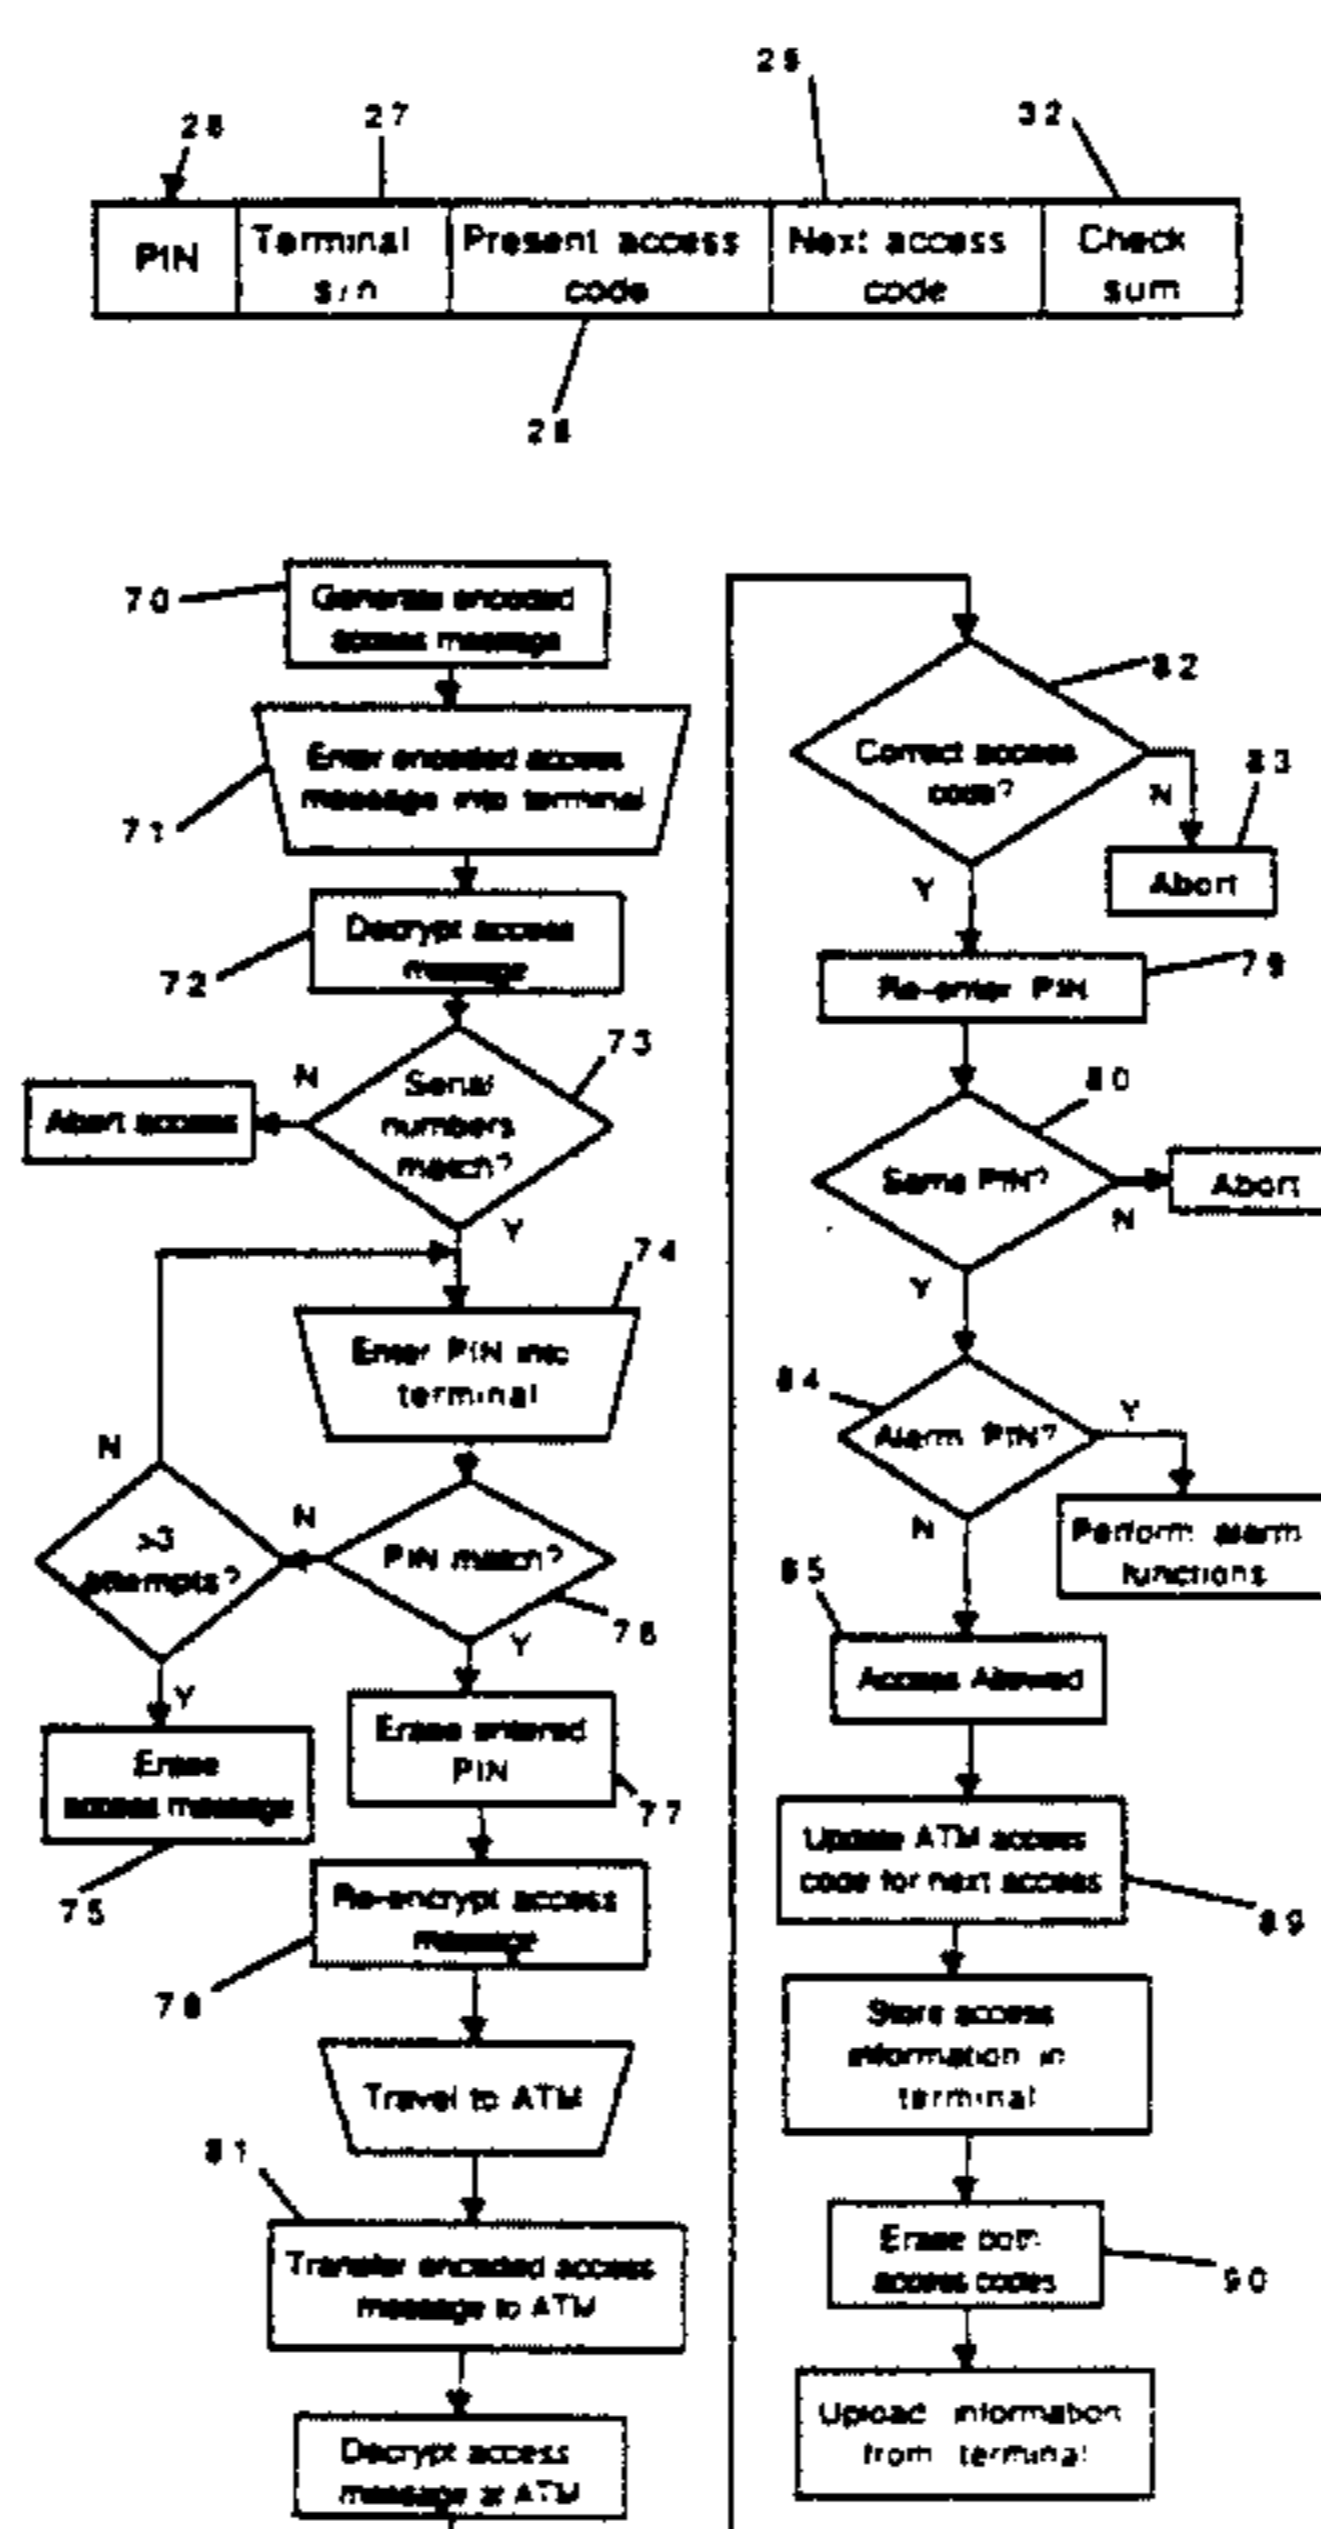 27
32
PIN
Terminal
s/n
Present access
code
Next access
code
Check
sum
70
Generate encoded
access message
71
Enter encoded access
message into terminal
72
Decrypt access
message
73
Serial
numbers
match?
N
Y
Abort access
74
Enter PIN into
terminal
N
>3
attempts?
N
PIN match?
Y
Y
Erase
access message
75
Erase entered
PIN
77
Re-encrypt access
message
Travel to ATM
81
Transfer encoded access
message to ATM
Decrypt access
message at ATM
82
Correct access
code?
N
83
Abort
Y
79
Re-enter PIN
80
Same PIN?
N
Abort
Y
84
Alarm PIN?
Y
Perform alarm
functions
N
85
Access Allowed
Update ATM access
code for next access
89
Store access
information in
terminal
Erase both
access codes
90
Upload information
from terminal